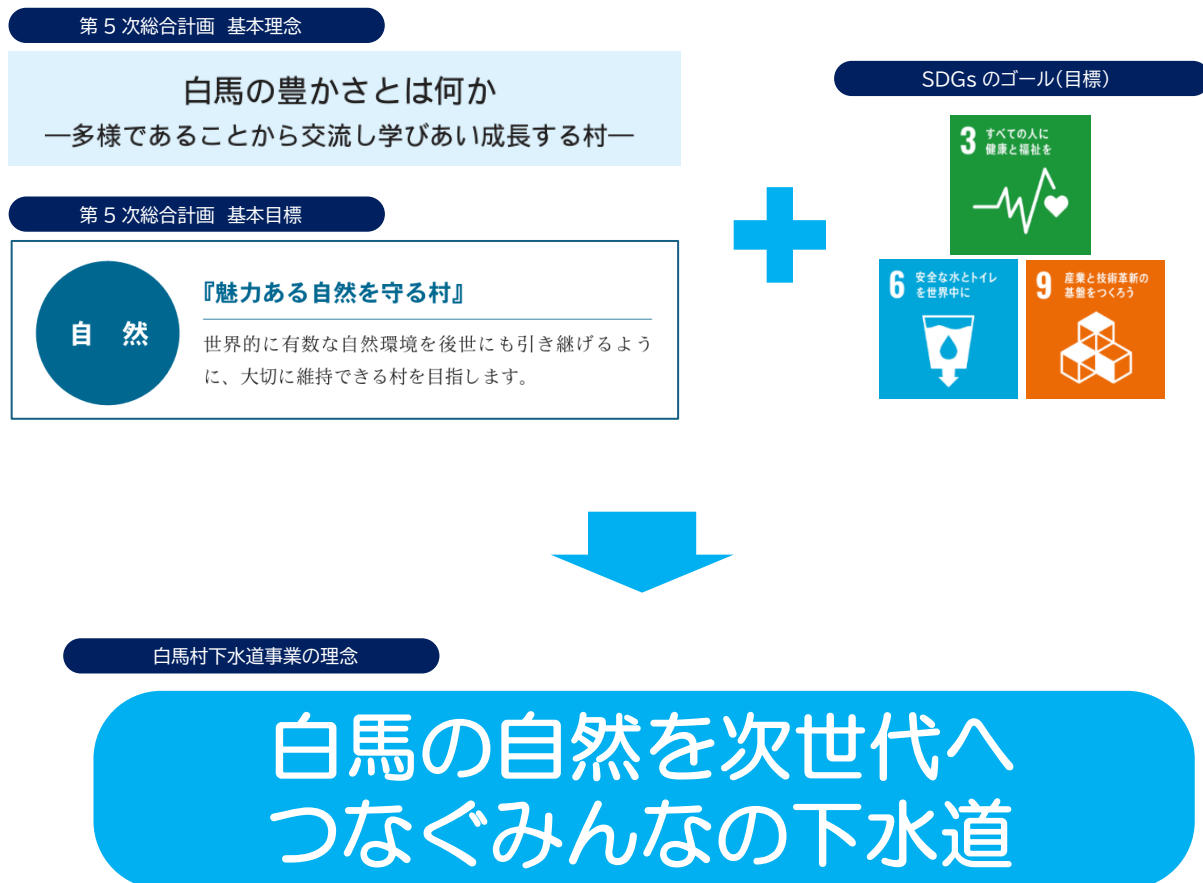 第5次総合計画 基本理念
白馬の豊かさとは何か
―多様であることから交流し学びあい成長する村―
第5次総合計画 基本目標
自 然
『魅力ある自然を守る村』
世界的に有数な自然環境を後世にも引き継げるよう
に、大切に維持できる村を目指します。
SDGs のゴール(目標)
3 すべての人に
健康と福祉を
6 安全な水とトイレ
を世界中に
9 産業と技術革新の
基盤をつくろう
白馬村下水道事業の理念
白馬の自然を次世代へ
つなぐみんなの下水道